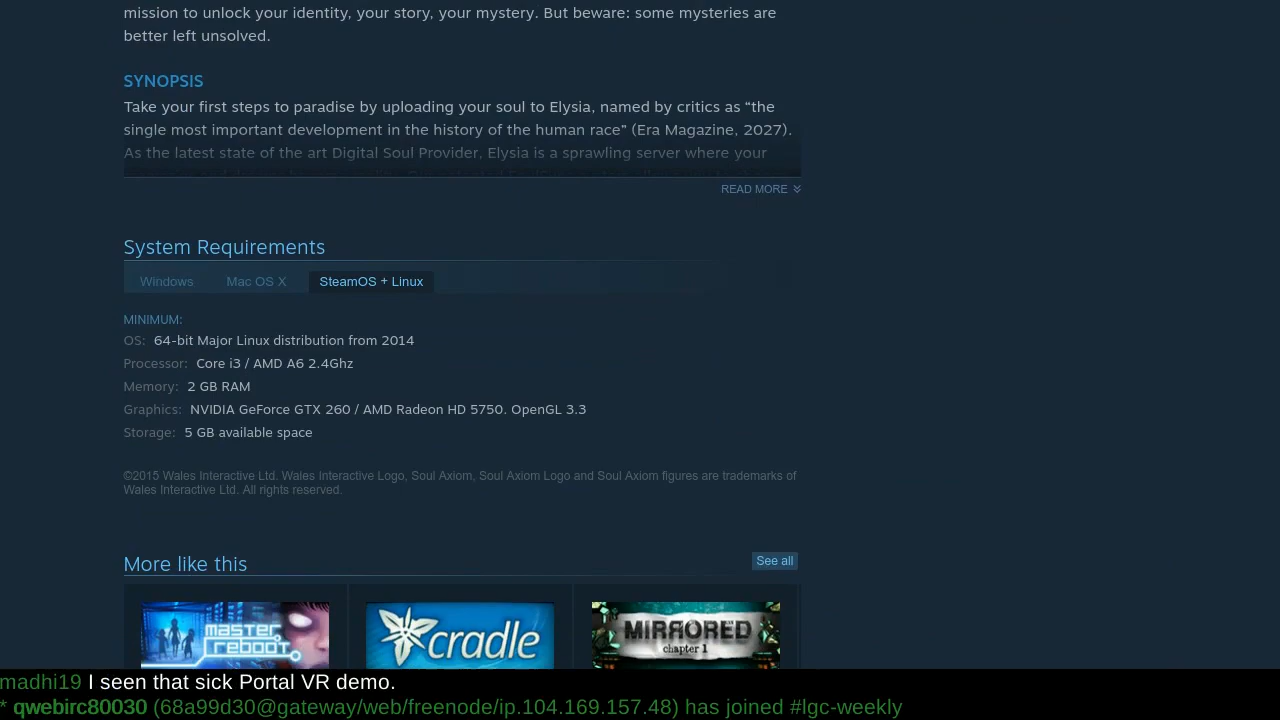 mission to unlock your identity, your story, your mystery. But beware: some mysteries are
better left unsolved.
SYNOPSIS
Take your first steps to paradise by uploading your soul to Elysia, named by critics as “the
single most important development in the history of the human race” (Era Magazine, 2027).
As the latest state of the art Digital Soul Provider, Elysia is a sprawling server where your
READ MORE
System Requirements
Windows Mac OS X SteamOS + Linux
MINIMUM:
OS: 64-bit Major Linux distribution from 2014
Processor: Core i3 / AMD A6 2.4Ghz
Memory: 2 GB RAM
Graphics: NVIDIA GeForce GTX 260 / AMD Radeon HD 5750. OpenGL 3.3
Storage: 5 GB available space
©2015 Wales Interactive Ltd. Wales Interactive Logo, Soul Axiom, Soul Axiom Logo and Soul Axiom figures are trademarks of
Wales Interactive Ltd. All rights reserved.
More like this See all
master reboot cradle MIRRORED chapter 1
madhi19 I seen that sick Portal VR demo.
* qwebirc80030 (68a99d30@gateway/web/freenode/ip.104.169.157.48) has joined #lgc-weekly